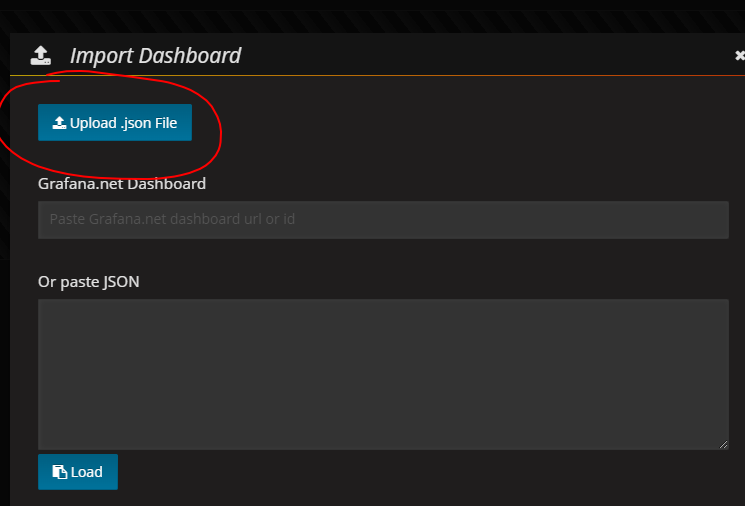 Import Dashboard
Upload .json File
Grafana.net Dashboard
Paste Grafana.net dashboard url or id
Or paste JSON
Load